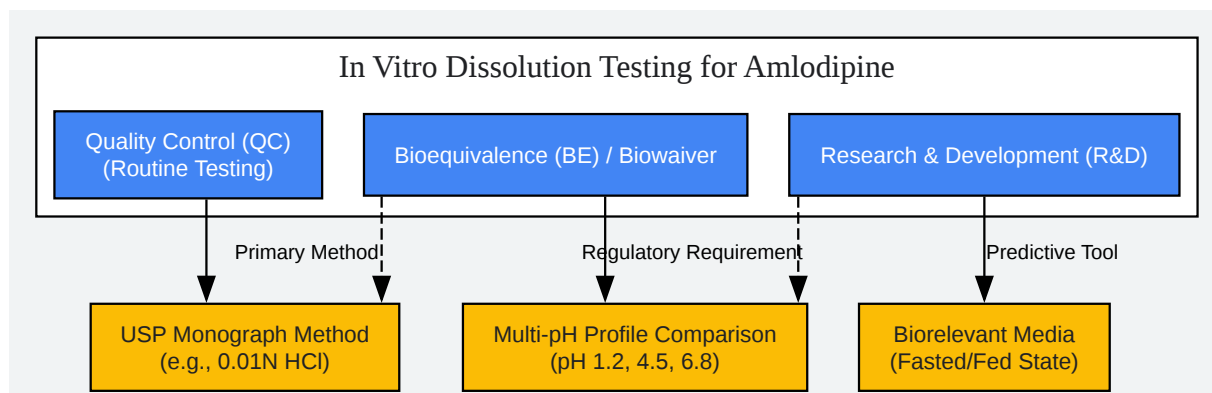 In Vitro Dissolution Testing for Amlodipine
Quality Control (QC)
(Routine Testing)
Bioequivalence (BE) / Biowaiver
Research & Development (R&D)
Primary Method
Regulatory Requirement
Predictive Tool
USP Monograph Method
(e.g., 0.01N HCl)
Multi-pH Profile Comparison
(pH 1.2, 4.5, 6.8)
Biorelevant Media
(Fasted/Fed State)